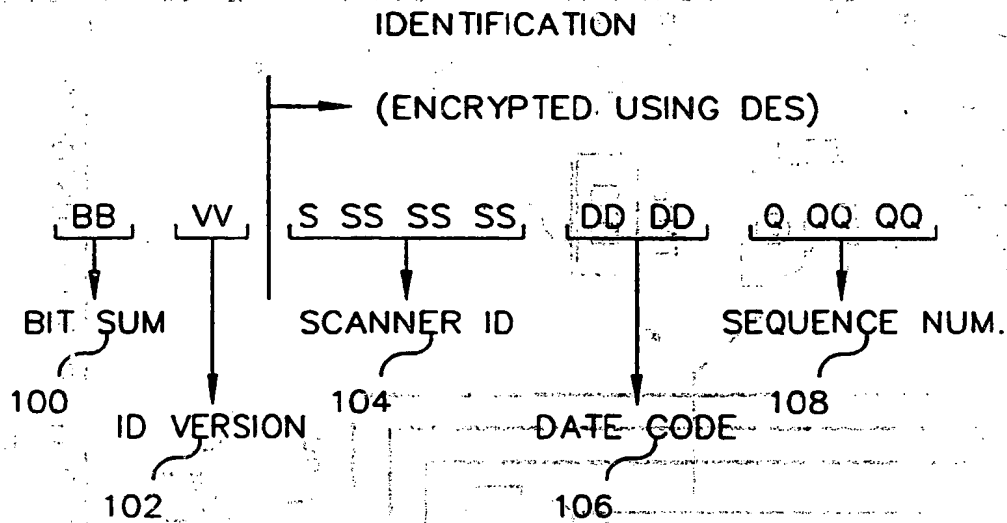 IDENTIFICATION
(ENCRYPTED USING DES)
BB VV S SS SS SS DD DD Q QQ QQ
BIT SUM SCANNER ID SEQUENCE NUM.
100 104 108
ID VERSION DATE CODE
102 106